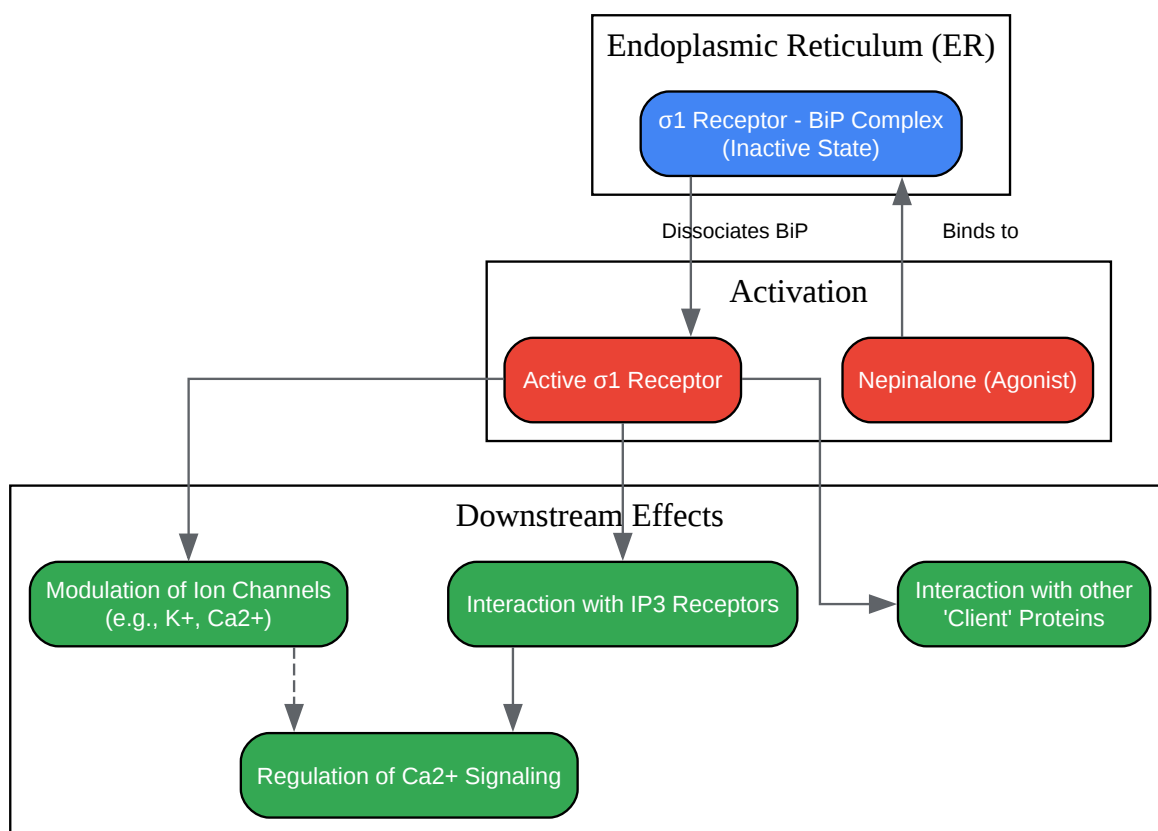 Endoplasmic Reticulum (ER)
σ1 Receptor - BiP Complex
(Inactive State)
Dissociates BiP
Binds to
Activation
Active σ1 Receptor
Nepinalone (Agonist)
Downstream Effects
Modulation of Ion Channels
(e.g., K+, Ca2+)
Interaction with IP3 Receptors
Interaction with other
'Client' Proteins
Regulation of Ca2+ Signaling